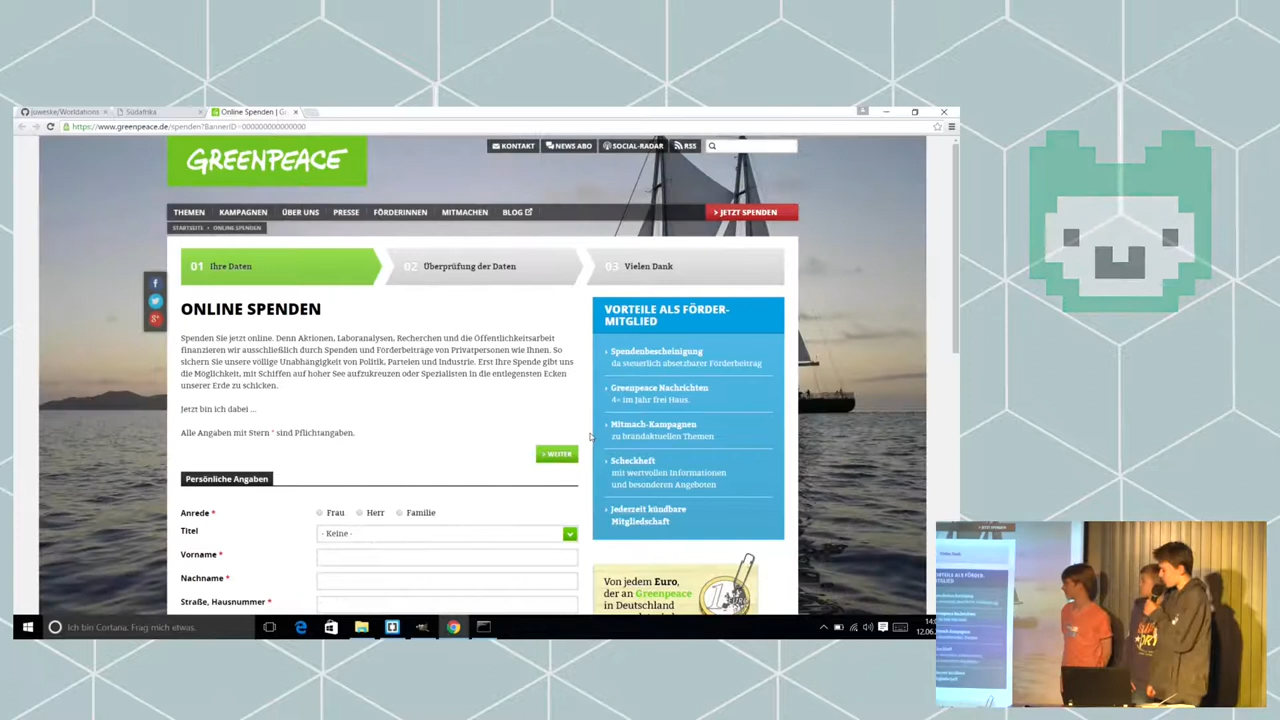 juweske/Worldations
Südafrika
Online Spenden | G
https://www.greenpeace.de/spenden?BannerID=000000000000000
KONTAKT
NEWS ABO
SOCIAL-RADAR
RSS
GREENPEACE
THEMEN
KAMPAGNEN
ÜBER UNS
PRESSE
FÖRDERINNEN
MITMACHEN
BLOG
> JETZT SPENDEN
STARTSEITE > ONLINE SPENDEN
01 Ihre Daten
02 Überprüfung der Daten
03 Vielen Dank
ONLINE SPENDEN
Spenden Sie jetzt online. Denn Aktionen, Laboranalysen, Recherchen und die Öffentlichkeitsarbeit
finanzieren wir ausschließlich durch Spenden und Förderbeiträge von Privatpersonen wie Ihnen. So
sichern Sie unsere völlige Unabhängigkeit von Politik, Parteien und Industrie. Erst Ihre Spende gibt uns
die Möglichkeit, mit Schiffen auf hoher See aufzukreuzen oder Spezialisten in die entlegensten Ecken
unserer Erde zu schicken.
Jetzt bin ich dabei ...
Alle Angaben mit Stern * sind Pflichtangaben.
> WEITER
Persönliche Angaben
Anrede *
Frau
Herr
Familie
Titel
- Keine -
Vorname *
Nachname *
Straße, Hausnummer *
VORTEILE ALS FÖRDER-
MITGLIED
Spendenbescheinigung
da steuerlich absetzbarer Förderbeitrag
Greenpeace Nachrichten
4× im Jahr frei Haus.
Mitmach-Kampagnen
zu brandaktuellen Themen
Scheckheft
mit wertvollen Informationen
und besonderen Angeboten
Jederzeit kündbare
Mitgliedschaft
Von jedem Euro,
der an Greenpeace
in Deutschland
Ich bin Cortana. Frag mich etwas.
14:
12.06